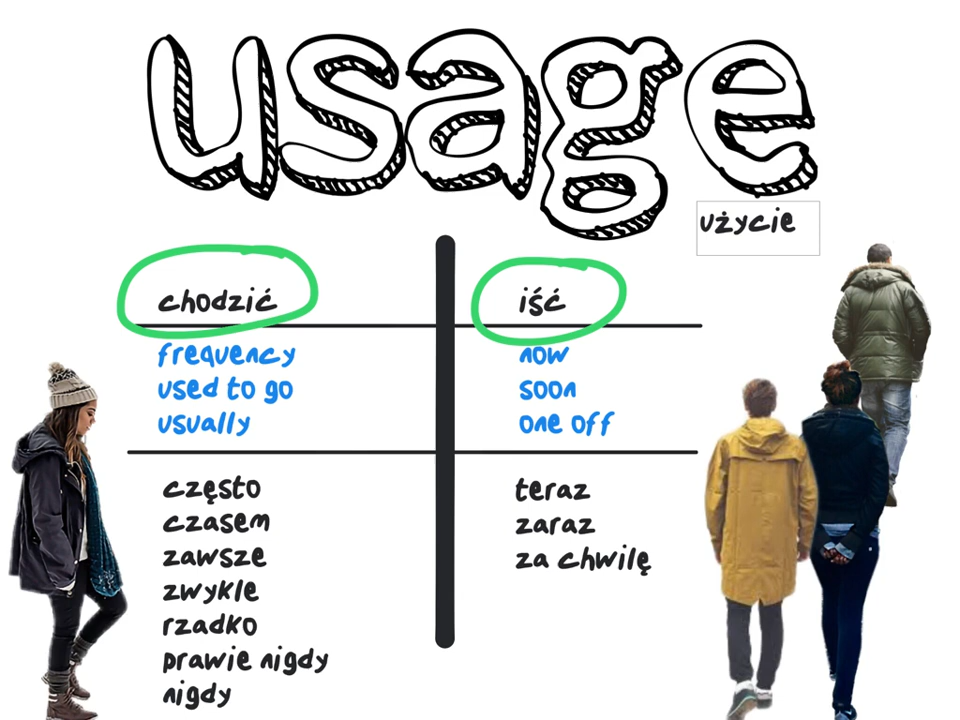 usage
użycie
chodzić
frequency
used to go
usually
często
czasem
zawsze
zwykle
rzadko
prawie nigdy
nigdy
iść
now
soon
one off
teraz
zaraz
za chwilę